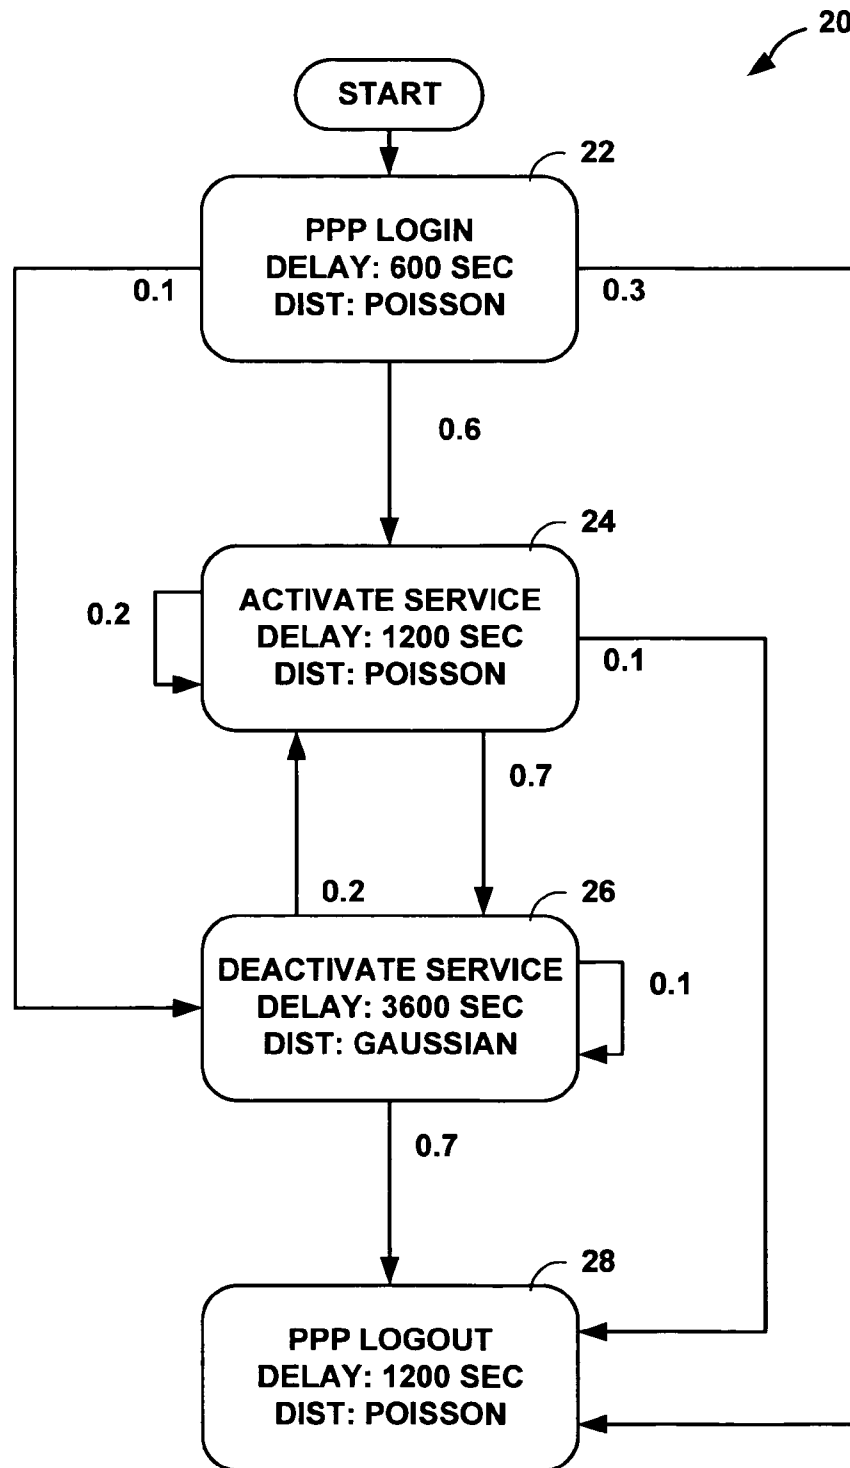 20
START
22
PPP LOGIN
DELAY: 600 SEC
DIST: POISSON
0.1
0.3
0.6
24
ACTIVATE SERVICE
DELAY: 1200 SEC
DIST: POISSON
0.2
0.1
0.7
0.2
26
DEACTIVATE SERVICE
DELAY: 3600 SEC
DIST: GAUSSIAN
0.1
0.7
28
PPP LOGOUT
DELAY: 1200 SEC
DIST: POISSON